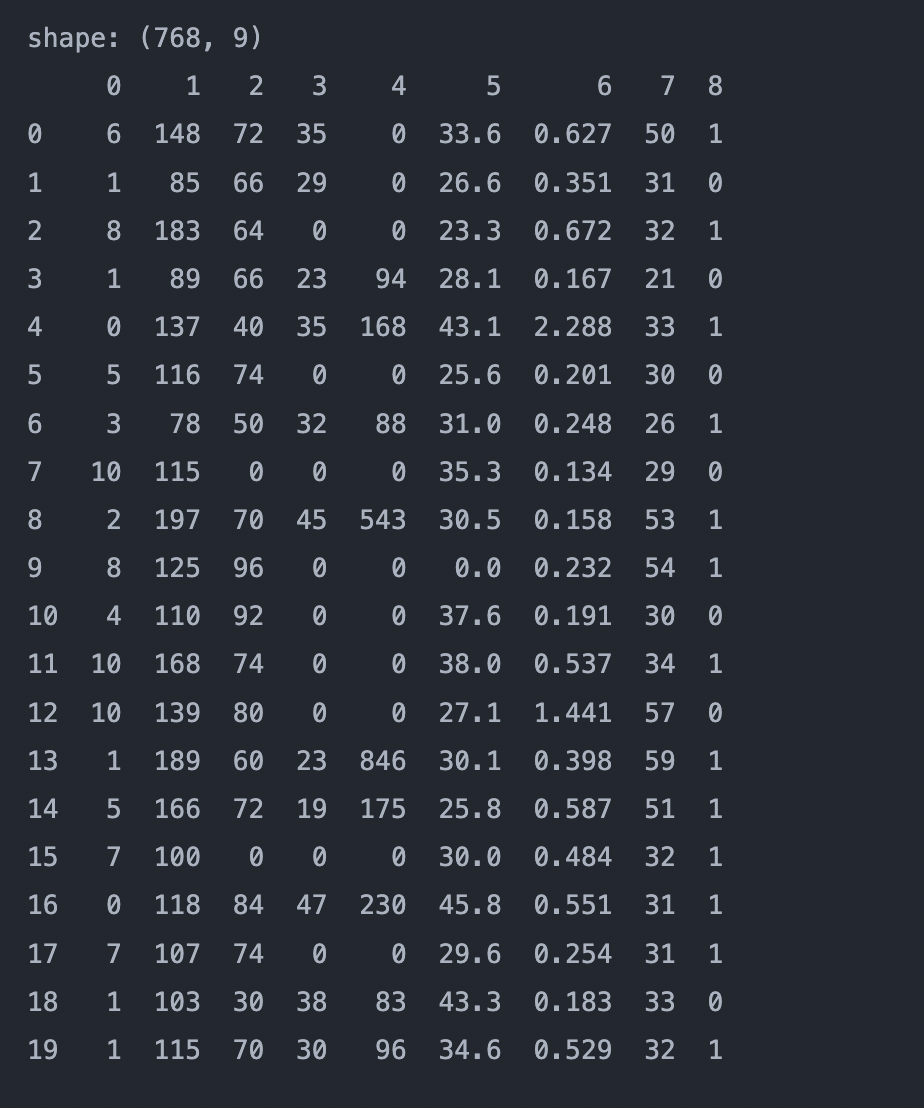 shape: (768, 9)
0 1 2 3 4 5 6 7 8
0 6 148 72 35 0 33.6 0.627 50 1
1 1 85 66 29 0 26.6 0.351 31 0
2 8 183 64 0 0 23.3 0.672 32 1
3 1 89 66 23 94 28.1 0.167 21 0
4 0 137 40 35 168 43.1 2.288 33 1
5 5 116 74 0 0 25.6 0.201 30 0
6 3 78 50 32 88 31.0 0.248 26 1
7 10 115 0 0 0 35.3 0.134 29 0
8 2 197 70 45 543 30.5 0.158 53 1
9 8 125 96 0 0 0.0 0.232 54 1
10 4 110 92 0 0 37.6 0.191 30 0
11 10 168 74 0 0 38.0 0.537 34 1
12 10 139 80 0 0 27.1 1.441 57 0
13 1 189 60 23 846 30.1 0.398 59 1
14 5 166 72 19 175 25.8 0.587 51 1
15 7 100 0 0 0 30.0 0.484 32 1
16 0 118 84 47 230 45.8 0.551 31 1
17 7 107 74 0 0 29.6 0.254 31 1
18 1 103 30 38 83 43.3 0.183 33 0
19 1 115 70 30 96 34.6 0.529 32 1